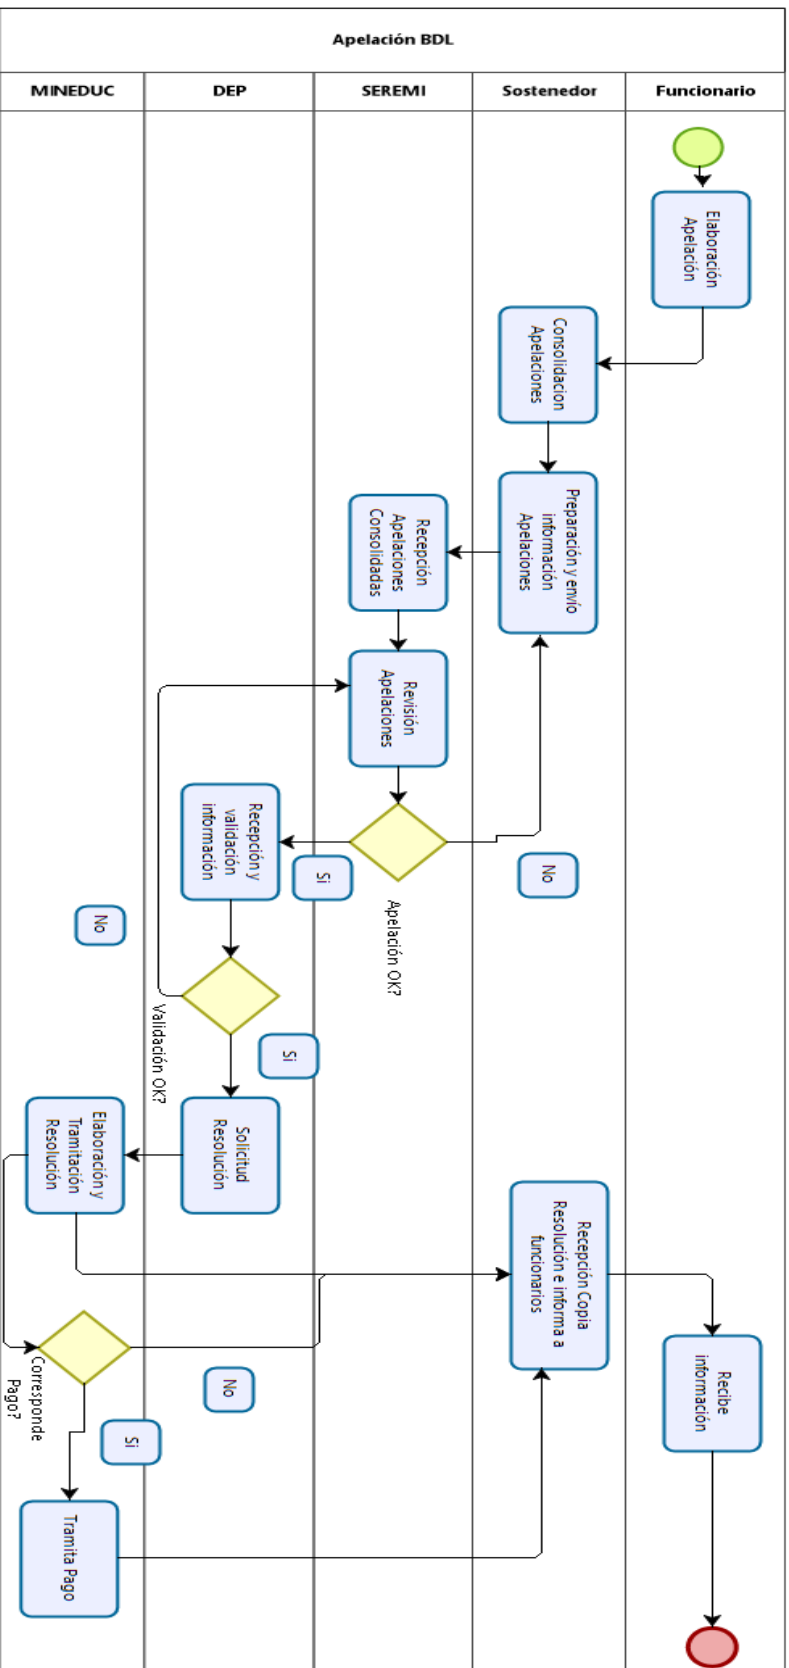 Apelación BDL
MINEDUC
DEP
SEREMI
Sostenedor
Funcionario
Elaboración
Apelación
Consolidacion
Apelaciones
Preparación y envío
información
Apelaciones
Recepción
Apelaciones
Consolidadas
Revisión
Apelaciones
Recepción y
validación
información
Si
No
Apelación OK?
No
Validación OK?
Si
Solicitud
Resolución
Elaboración y
Tramitación
Resolución
Recepción Copia
Resolución e informa a
funcionarios
Recibe
información
Corresponde
Pago?
No
Si
Tramita Pago